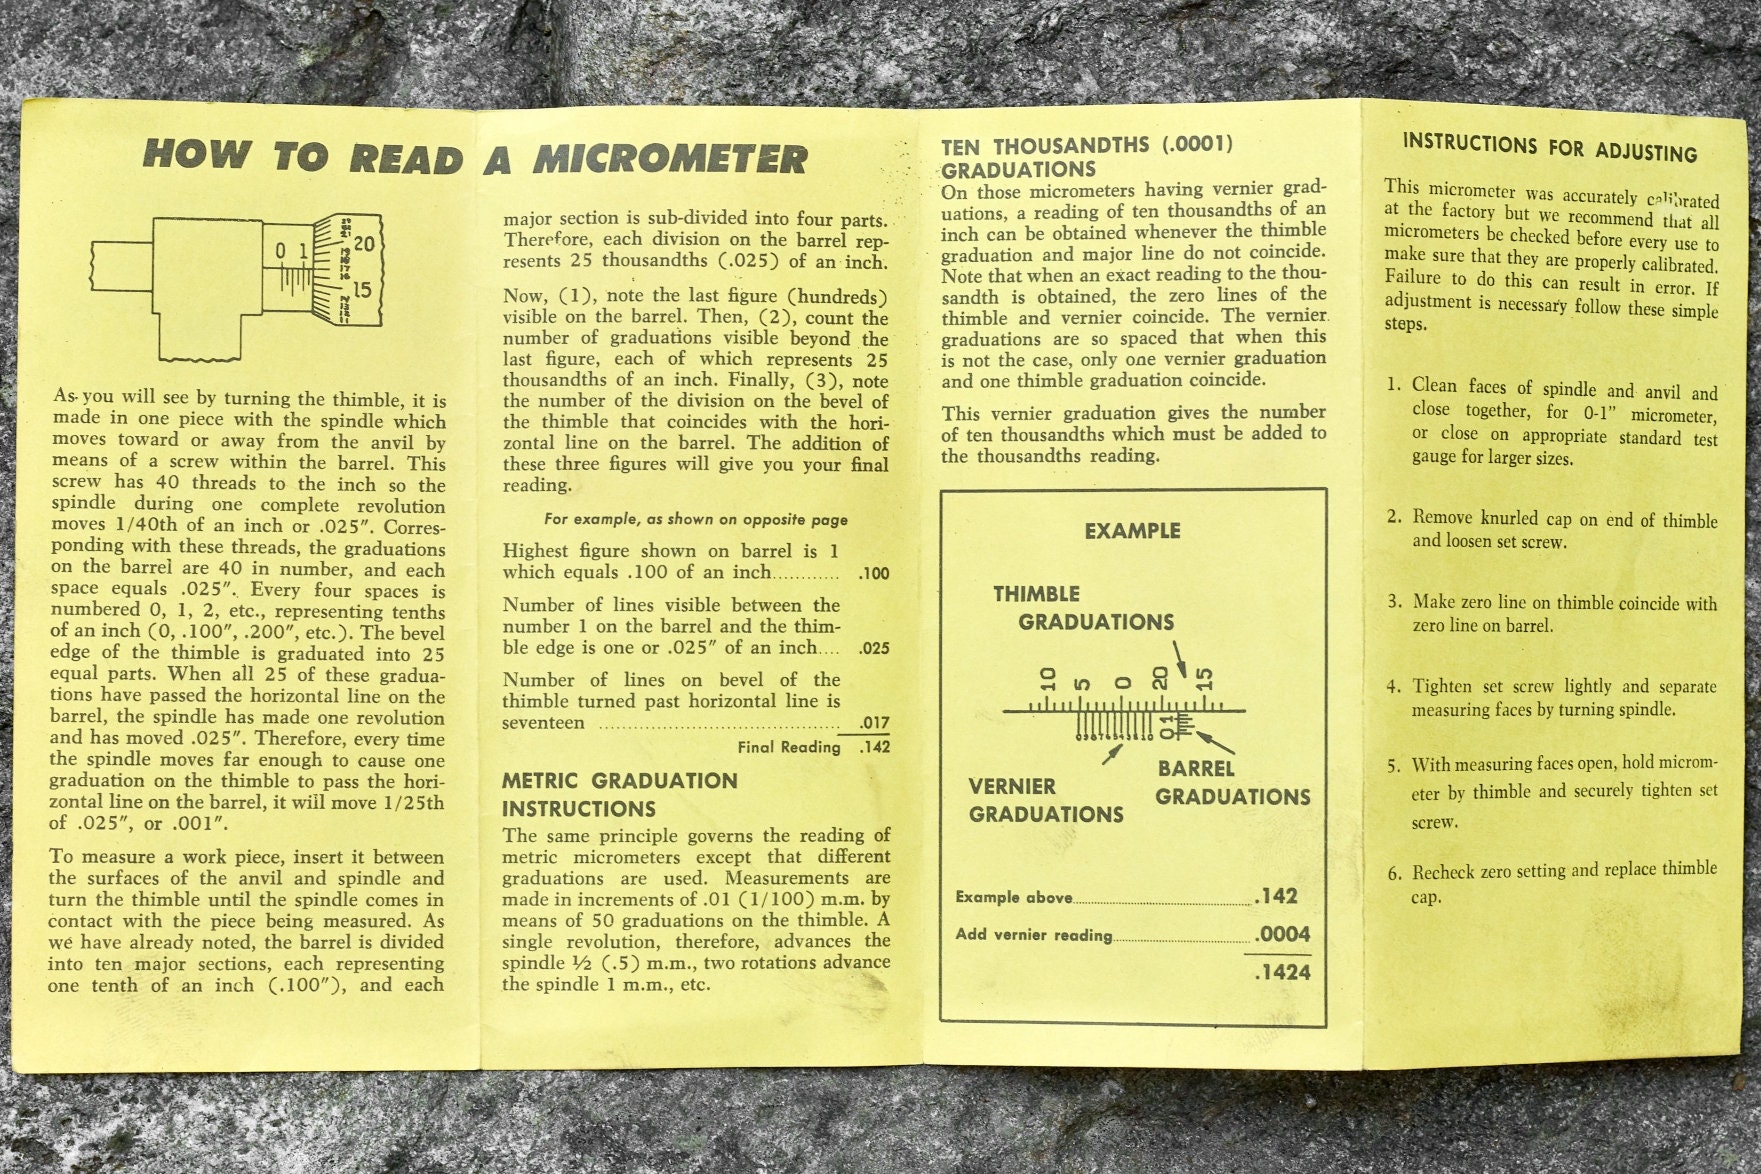 HOW TO READ A MICROMETER
0 1
20
15
As you will see by turning the thimble, it is
made in one piece with the spindle which
moves toward or away from the anvil by
means of a screw within the barrel. This
screw has 40 threads to the inch so the
spindle during one complete revolution
moves 1/40th of an inch or .025″. Corres-
ponding with these threads, the graduations
on the barrel are 40 in number, and each
space equals .025″. Every four spaces is
numbered 0, 1, 2, etc., representing tenths
of an inch (0, .100″, .200″, etc.). The bevel
edge of the thimble is graduated into 25
equal parts. When all 25 of these gradua-
tions have passed the horizontal line on the
barrel, the spindle has made one revolution
and has moved .025″. Therefore, every time
the spindle moves far enough to cause one
graduation on the thimble to pass the hori-
zontal line on the barrel, it will move 1/25th
of .025″, or .001″.
To measure a work piece, insert it between
the surfaces of the anvil and spindle and
turn the thimble until the spindle comes in
contact with the piece being measured. As
we have already noted, the barrel is divided
into ten major sections, each representing
one tenth of an inch (.100″), and each
major section is sub-divided into four parts.
Therefore, each division on the barrel rep-
resents 25 thousandths (.025) of an inch.
Now, (1), note the last figure (hundreds)
visible on the barrel. Then, (2), count the
number of graduations visible beyond the
last figure, each of which represents 25
thousandths of an inch. Finally, (3), note
the number of the division on the bevel of
the thimble that coincides with the hori-
zontal line on the barrel. The addition of
these three figures will give you your final
reading.
For example, as shown on opposite page
Highest figure shown on barrel is 1
which equals .100 of an inch............ .100
Number of lines visible between the
number 1 on the barrel and the thim-
ble edge is one or .025″ of an inch.... .025
Number of lines on bevel of the
thimble turned past horizontal line is
seventeen ............................................ .017
Final Reading .142
METRIC GRADUATION
INSTRUCTIONS
The same principle governs the reading of
metric micrometers except that different
graduations are used. Measurements are
made in increments of .01 (1/100) m.m. by
means of 50 graduations on the thimble. A
single revolution, therefore, advances the
spindle ½ (.5) m.m., two rotations advance
the spindle 1 m.m., etc.
TEN THOUSANDTHS (.0001)
GRADUATIONS
On those micrometers having vernier grad-
uations, a reading of ten thousandths of an
inch can be obtained whenever the thimble
graduation and major line do not coincide.
Note that when an exact reading to the thou-
sandth is obtained, the zero lines of the
thimble and vernier coincide. The vernier
graduations are so spaced that when this
is not the case, only one vernier graduation
and one thimble graduation coincide.
This vernier graduation gives the number
of ten thousandths which must be added to
the thousandths reading.
EXAMPLE
THIMBLE
GRADUATIONS
10 5 0 20 15
0 1
VERNIER
GRADUATIONS
BARREL
GRADUATIONS
Example above.............................................142
Add vernier reading...................................0004
.1424
INSTRUCTIONS FOR ADJUSTING
This micrometer was accurately calibrated
at the factory but we recommend that all
micrometers be checked before every use to
make sure that they are properly calibrated.
Failure to do this can result in error. If
adjustment is necessary follow these simple
steps.
1. Clean faces of spindle and anvil and
close together, for 0-1” micrometer,
or close on appropriate standard test
gauge for larger sizes.
2. Remove knurled cap on end of thimble
and loosen set screw.
3. Make zero line on thimble coincide with
zero line on barrel.
4. Tighten set screw lightly and separate
measuring faces by turning spindle.
5. With measuring faces open, hold microm-
eter by thimble and securely tighten set
screw.
6. Recheck zero setting and replace thimble
cap.